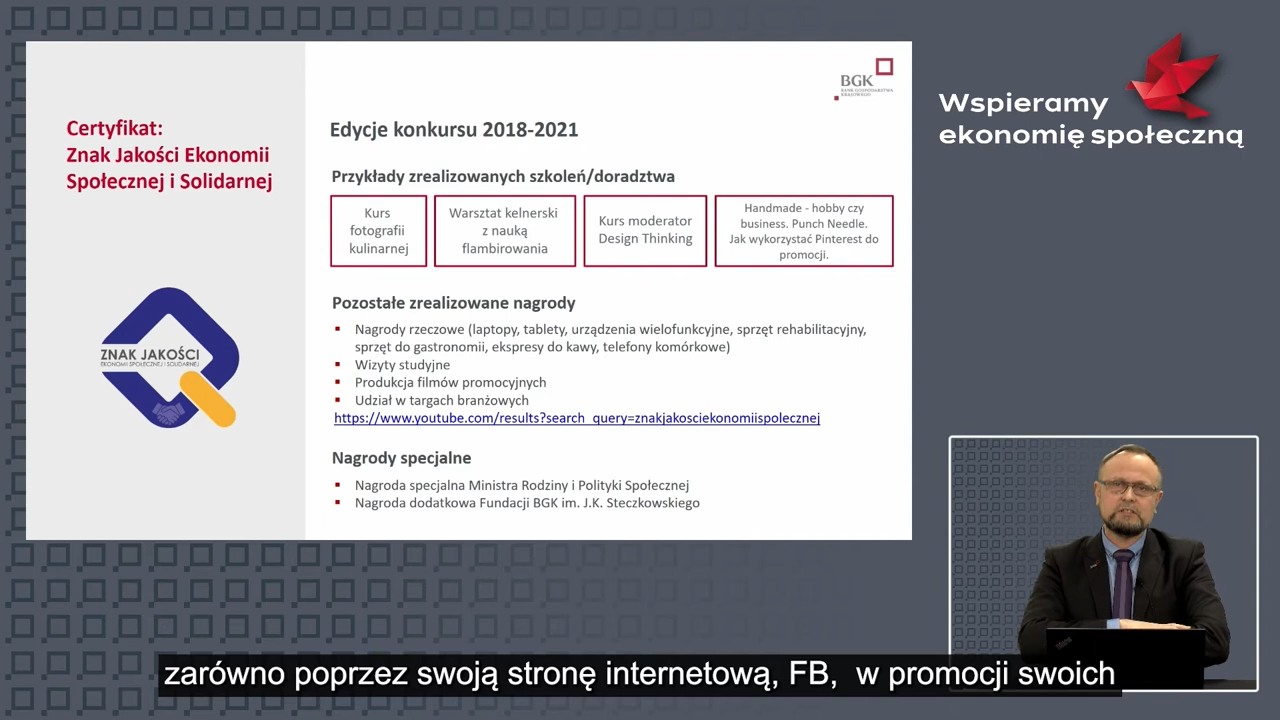 Certyfikat:
Znak Jakości Ekonomii
Społecznej i Solidarnej
ZNAK JAKOŚCI
EKONOMII SPOŁECZNEJ I SOLIDARNEJ
BGK
BANK GOSPODARSTWA
KRAJOWEGO
Edycje konkursu 2018-2021
Przykłady zrealizowanych szkoleń/doradztwa
Kurs
fotografii
kulinarnej
Warsztat kelnerski
z nauką
flambirowania
Kurs moderator
Design Thinking
Handmade - hobby czy
business. Punch Needle.
Jak wykorzystać Pinterest do
promocji.
Pozostałe zrealizowane nagrody
Nagrody rzeczowe (laptopy, tablety, urządzenia wielofunkcyjne, sprzęt rehabilitacyjny,
sprzęt do gastronomii, ekspresy do kawy, telefony komórkowe)
Wizyty studyjne
Produkcja filmów promocyjnych
Udział w targach branżowych
https://www.youtube.com/results?search_query=znakjakosciekonomiispolecznej
Nagrody specjalne
Nagroda specjalna Ministra Rodziny i Polityki Społecznej
Nagroda dodatkowa Fundacji BGK im. J.K. Steczkowskiego
Wspieramy
ekonomię społeczną
zarówno poprzez swoją stronę internetową, FB, w promocji swoich